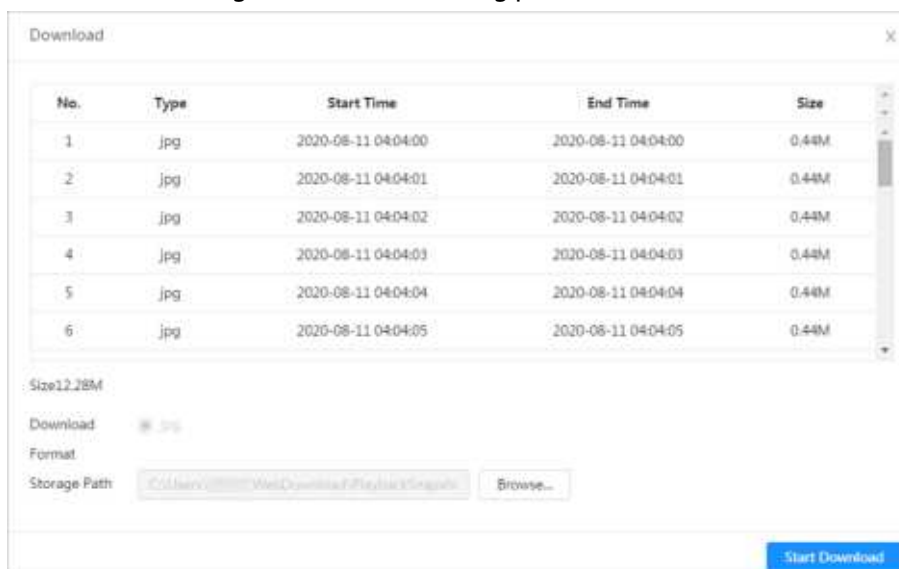 Download X
No. Type Start Time End Time Size
1 jpg 2020-08-11 04:04:00 2020-08-11 04:04:00 0.44M
2 jpg 2020-08-11 04:04:01 2020-08-11 04:04:01 0.44M
3 jpg 2020-08-11 04:04:02 2020-08-11 04:04:02 0.44M
4 jpg 2020-08-11 04:04:03 2020-08-11 04:04:03 0.44M
5 jpg 2020-08-11 04:04:04 2020-08-11 04:04:04 0.44M
6 jpg 2020-08-11 04:04:05 2020-08-11 04:04:05 0.44M
Size12.28M
Download
Format
Storage Path Browse...
Start Download